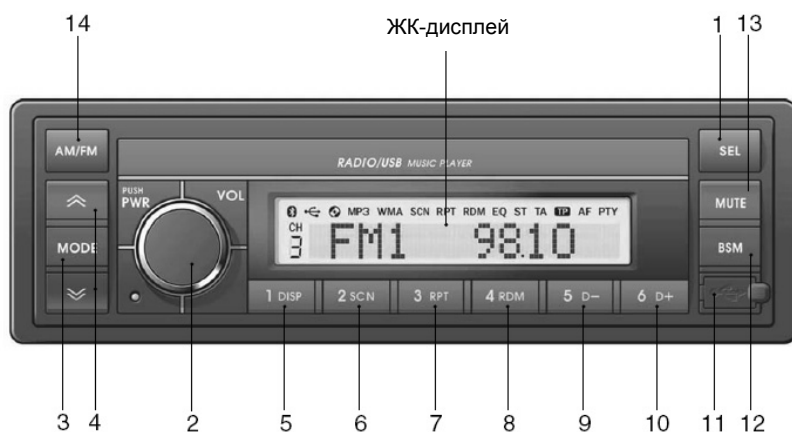 ЖК-дисплей
14
1 13
AM/FM
RADIO/USB MUSIC PLAYER
SEL
PUSH
PWR
VOL
MP3 WMA SCN RPT RDM EQ ST TA TP AF PTY
MUTE
CH
3
FM1 98.10
MODE
BSM
1 DISP 2 SCN 3 RPT 4 RDM 5 D- 6 D+
3 4 2 5 6 7 8 9 10 11 12